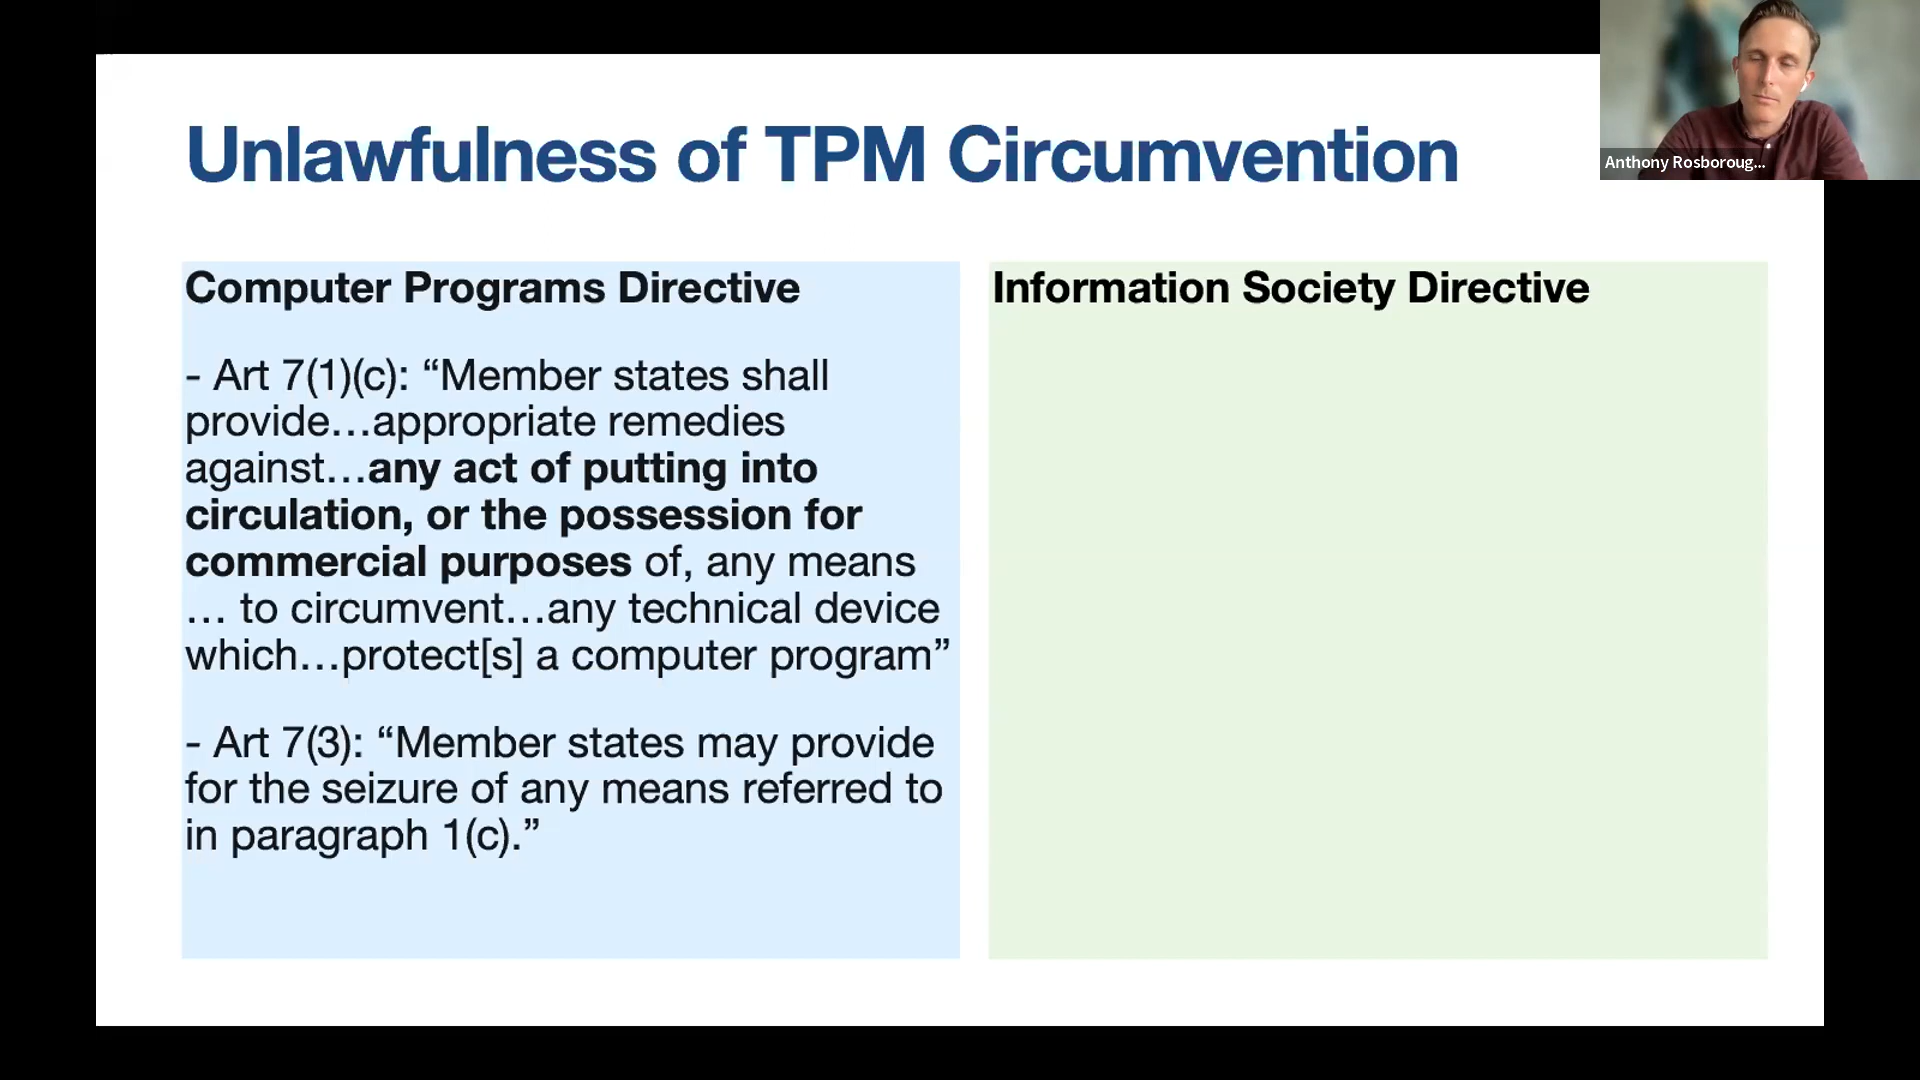 Unlawfulness of TPM Circumvention
Anthony Rosboroug...
Computer Programs Directive
- Art 7(1)(c): “Member states shall
provide…appropriate remedies
against…any act of putting into
circulation, or the possession for
commercial purposes of, any means
… to circumvent…any technical device
which…protect[s] a computer program”
- Art 7(3): “Member states may provide
for the seizure of any means referred to
in paragraph 1(c).”
Information Society Directive